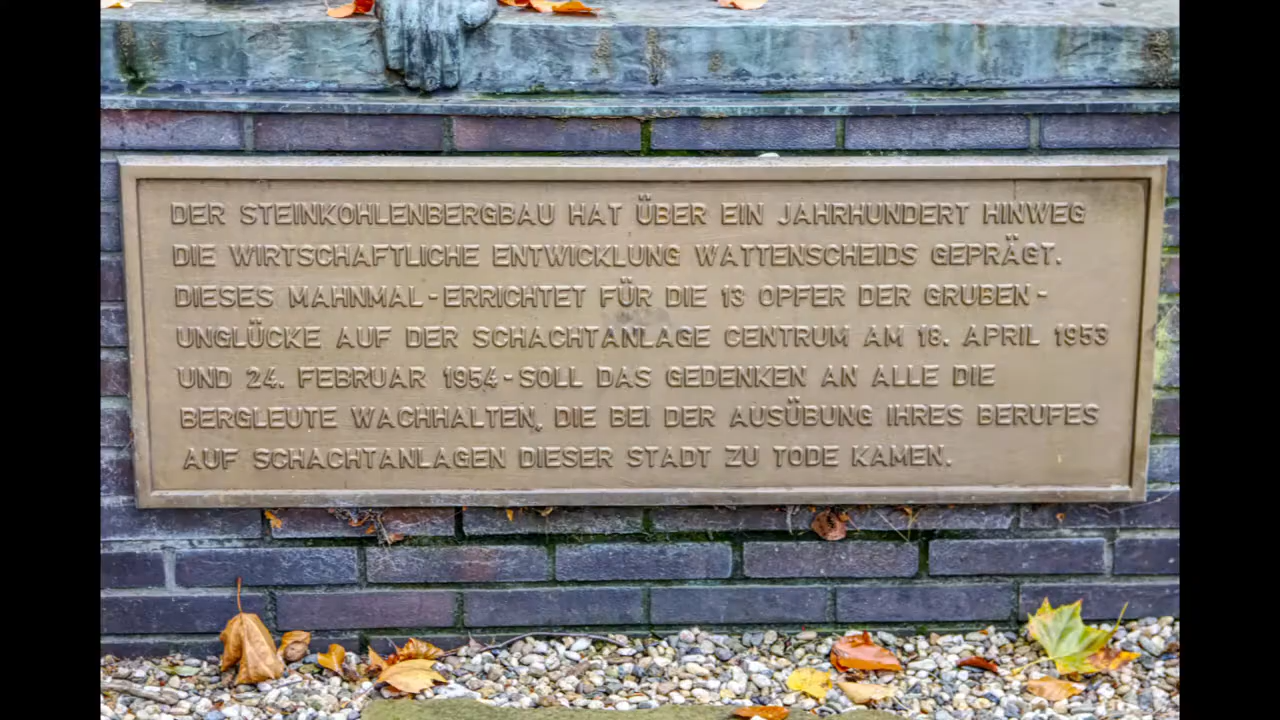 DER STEINKOHLENBERGBAU HAT ÜBER EIN JAHRHUNDERT HINWEG
DIE WIRTSCHAFTLICHE ENTWICKLUNG WATTENSCHEIDS GEPRÄGT.
DIESES MAHNMAL-ERRICHTET FÜR DIE 13 OPFER DER GRUBEN-
UNGLÜCKE AUF DER SCHACHTANLAGE CENTRUM AM 18. APRIL 1953
UND 24. FEBRUAR 1954-SOLL DAS GEDENKEN AN ALLE DIE
BERGLEUTE WACHHALTEN, DIE BEI DER AUSÜBUNG IHRES BERUFES
AUF SCHACHTANLAGEN DIESER STADT ZU TODE KAMEN.